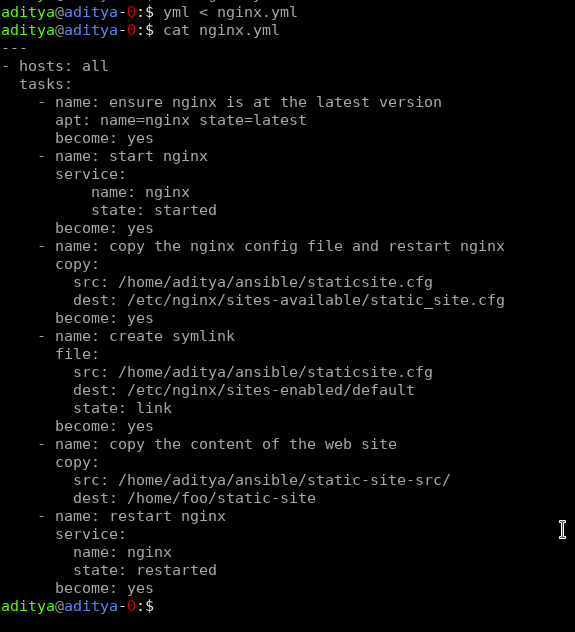 aditya@aditya-0:$ yml < nginx.yml
aditya@aditya-0:$ cat nginx.yml
---
- hosts: all
  tasks:
    - name: ensure nginx is at the latest version
      apt: name=nginx state=latest
      become: yes
    - name: start nginx
      service:
          name: nginx
          state: started
      become: yes
    - name: copy the nginx config file and restart nginx
      copy:
        src: /home/aditya/ansible/staticsite.cfg
        dest: /etc/nginx/sites-available/static_site.cfg
      become: yes
    - name: create symlink
      file:
        src: /home/aditya/ansible/staticsite.cfg
        dest: /etc/nginx/sites-enabled/default
        state: link
      become: yes
    - name: copy the content of the web site
      copy:
        src: /home/aditya/ansible/static-site-src/
        dest: /home/foo/static-site
    - name: restart nginx
      service:
        name: nginx
        state: restarted
      become: yes
aditya@aditya-0:$